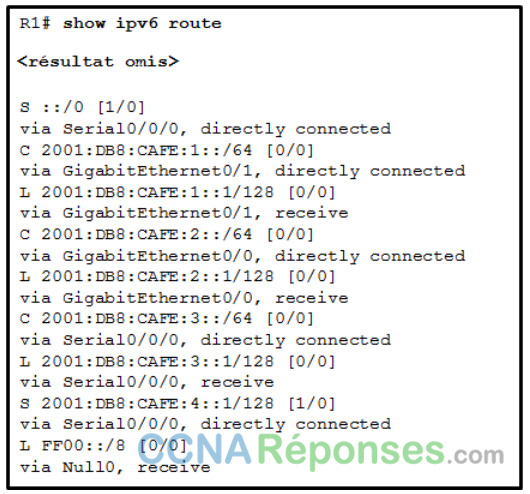 R1# show ipv6 route
<résultat omis>
S ::/0 [1/0]
via Serial0/0/0, directly connected
C 2001:DB8:CAFE:1::/64 [0/0]
via GigabitEthernet0/1, directly connected
L 2001:DB8:CAFE:1::1/128 [0/0]
via GigabitEthernet0/1, receive
C 2001:DB8:CAFE:2::/64 [0/0]
via GigabitEthernet0/0, directly connected
L 2001:DB8:CAFE:2::1/128 [0/0]
via GigabitEthernet0/0, receive
C 2001:DB8:CAFE:3::/64 [0/0]
via Serial0/0/0, directly connected
L 2001:DB8:CAFE:3::1/128 [0/0]
via Serial0/0/0, receive
S 2001:DB8:CAFE:4::1/128 [1/0]
via Serial0/0/0, directly connected
L FF00::/8 [0/0]
via Null0, receive
CCNARéponses.com